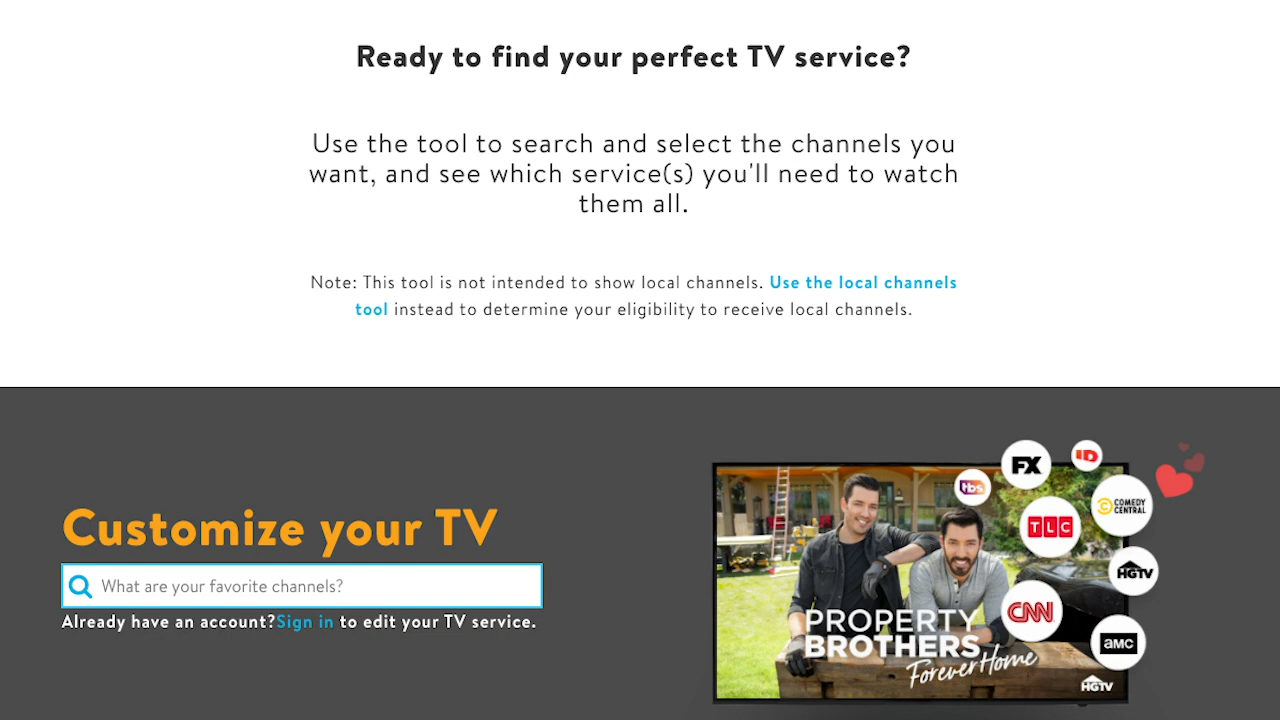 Ready to find your perfect TV service?
Use the tool to search and select the channels you
want, and see which service(s) you'll need to watch
them all.
Note: This tool is not intended to show local channels. Use the local channels
tool instead to determine your eligibility to receive local channels.
Customize your TV
What are your favorite channels?
Already have an account?Sign in to edit your TV service.
FX
ID
tbs
COMEDY
CENTRAL
TLC
HGTV
CNN
amc
PROPERTY
BROTHERS
Forever Home
HGTV